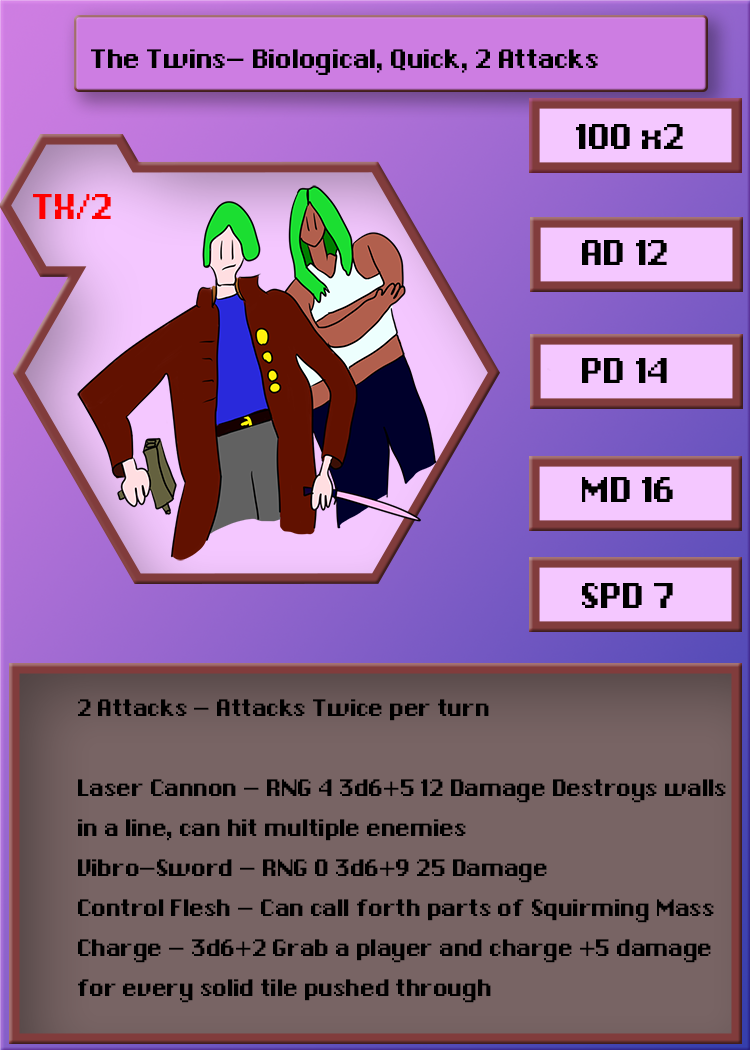 The Twins- Biological, Quick, 2 Attacks
100 x2
TX/2
AD 12
PD 14
MD 16
SPD 7
2 Attacks - Attacks Twice per turn
Laser Cannon - RNG 4 3d6+5 12 Damage Destroys walls
in a line, can hit multiple enemies
Vibro-Sword - RNG 0 3d6+9 25 Damage
Control Flesh - Can call forth parts of Squirming Mass
Charge - 3d6+2 Grab a player and charge +5 damage
for every solid tile pushed through